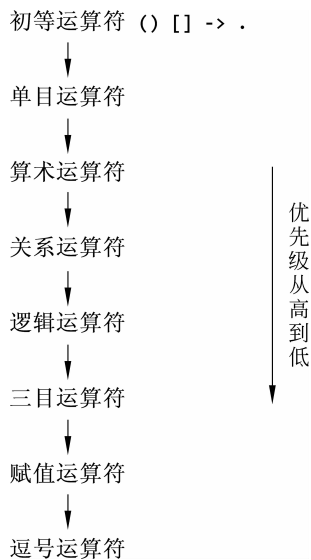 初等运算符 () [] -> .
单目运算符
算术运算符
关系运算符
逻辑运算符
三目运算符
赋值运算符
逗号运算符
优先级从高到低